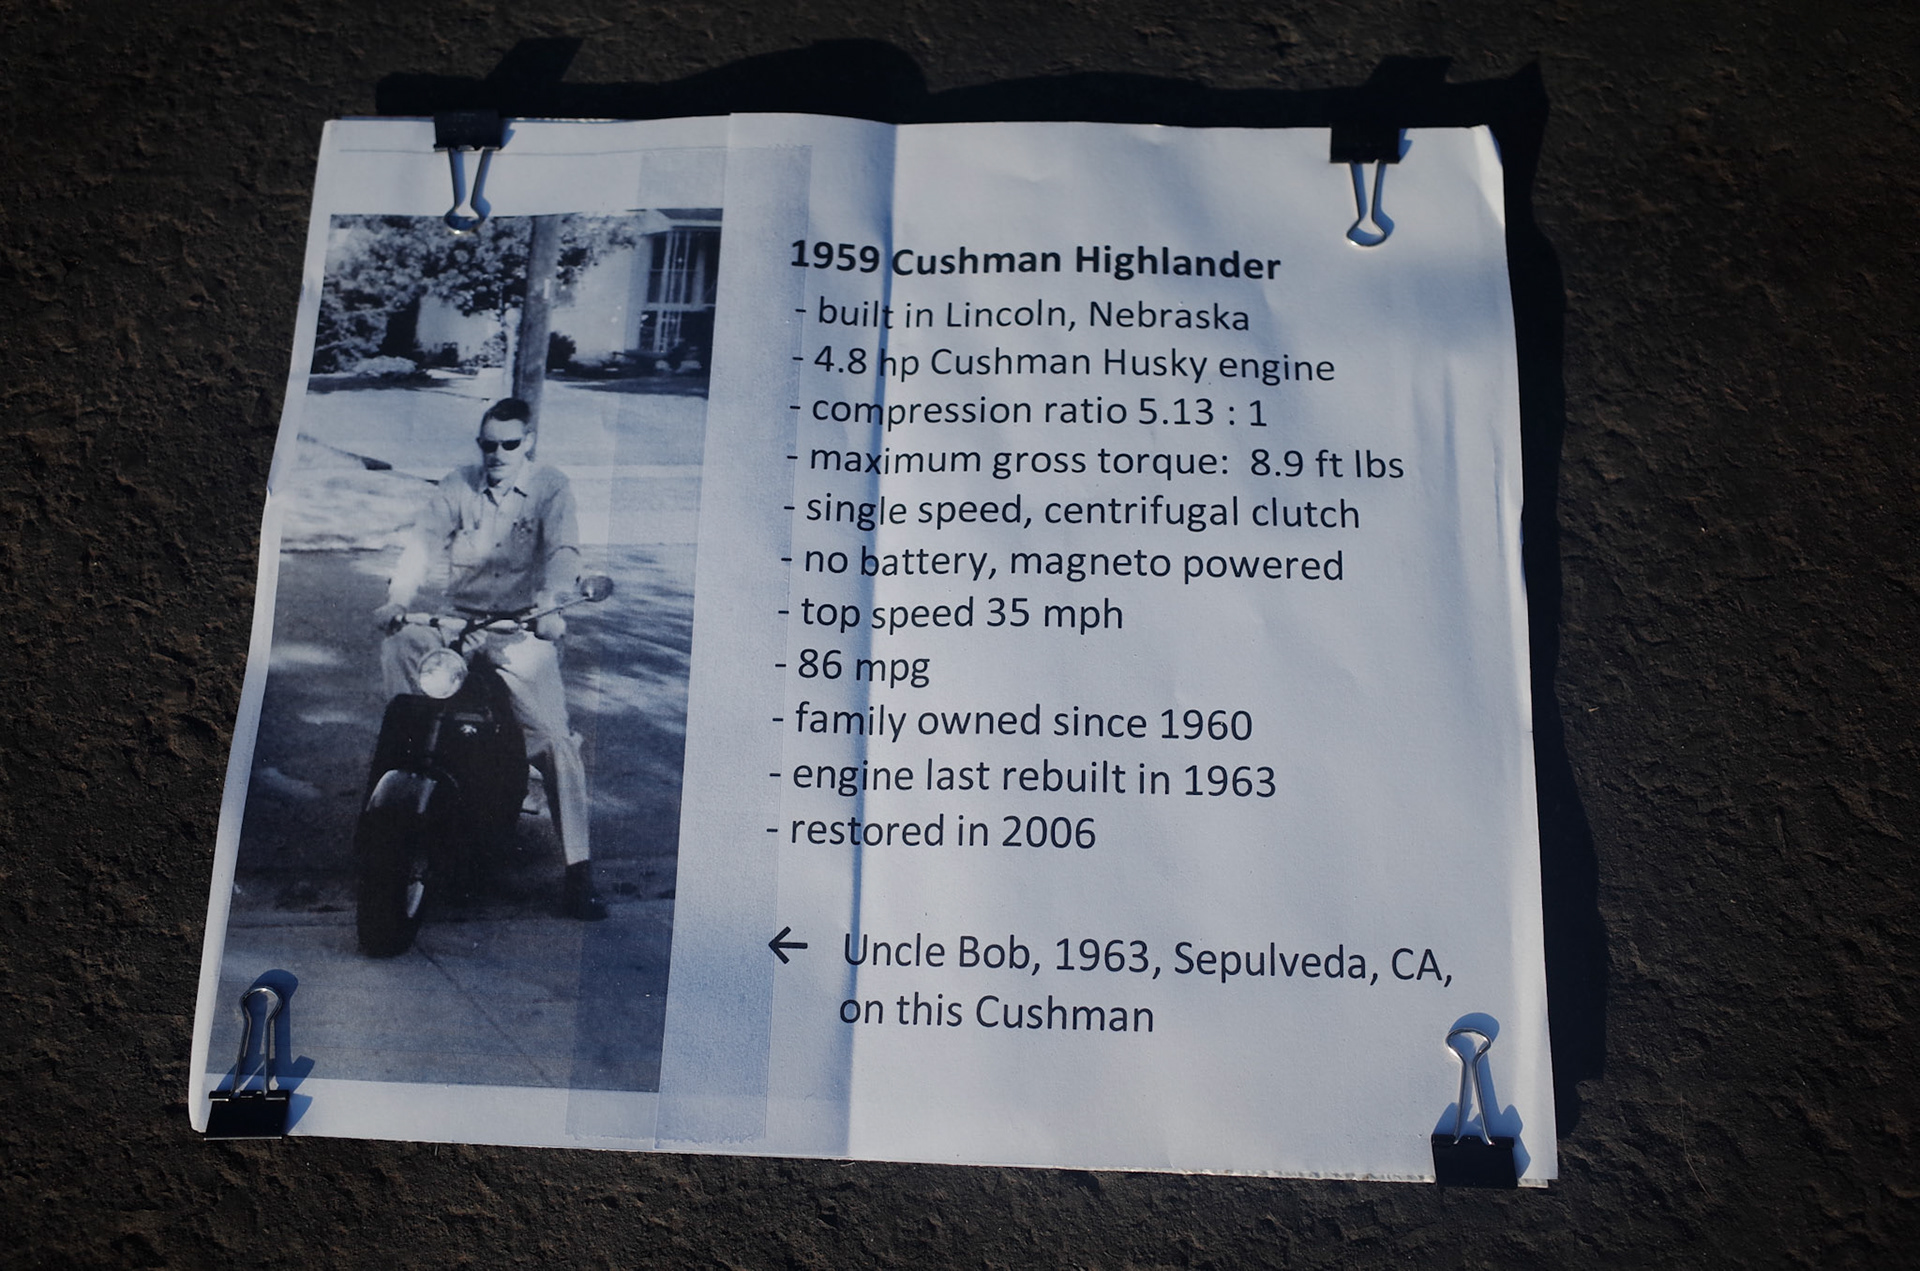 1959 Cushman Highlander
- built in Lincoln, Nebraska
- 4.8 hp Cushman Husky engine
- compression ratio 5.13 : 1
- maximum gross torque:  8.9 ft lbs
- single speed, centrifugal clutch
- no battery, magneto powered
- top speed 35 mph
- 86 mpg
- family owned since 1960
- engine last rebuilt in 1963
- restored in 2006
← Uncle Bob, 1963, Sepulveda, CA,
on this Cushman